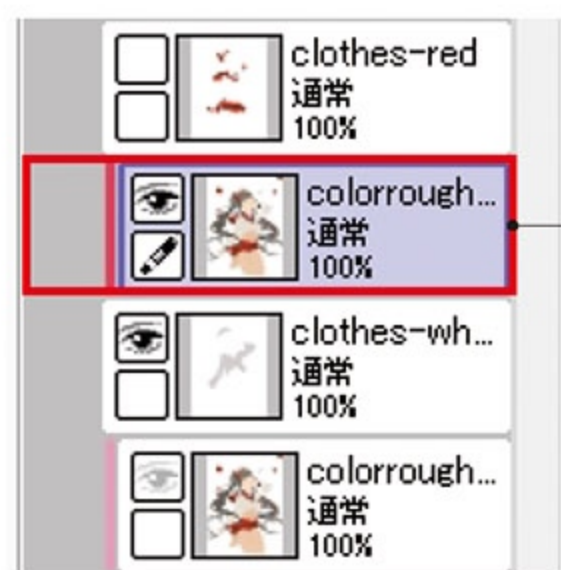 clothes-red
通常
100%
colorrough...
通常
100%
clothes-wh...
通常
100%
colorrough...
通常
100%